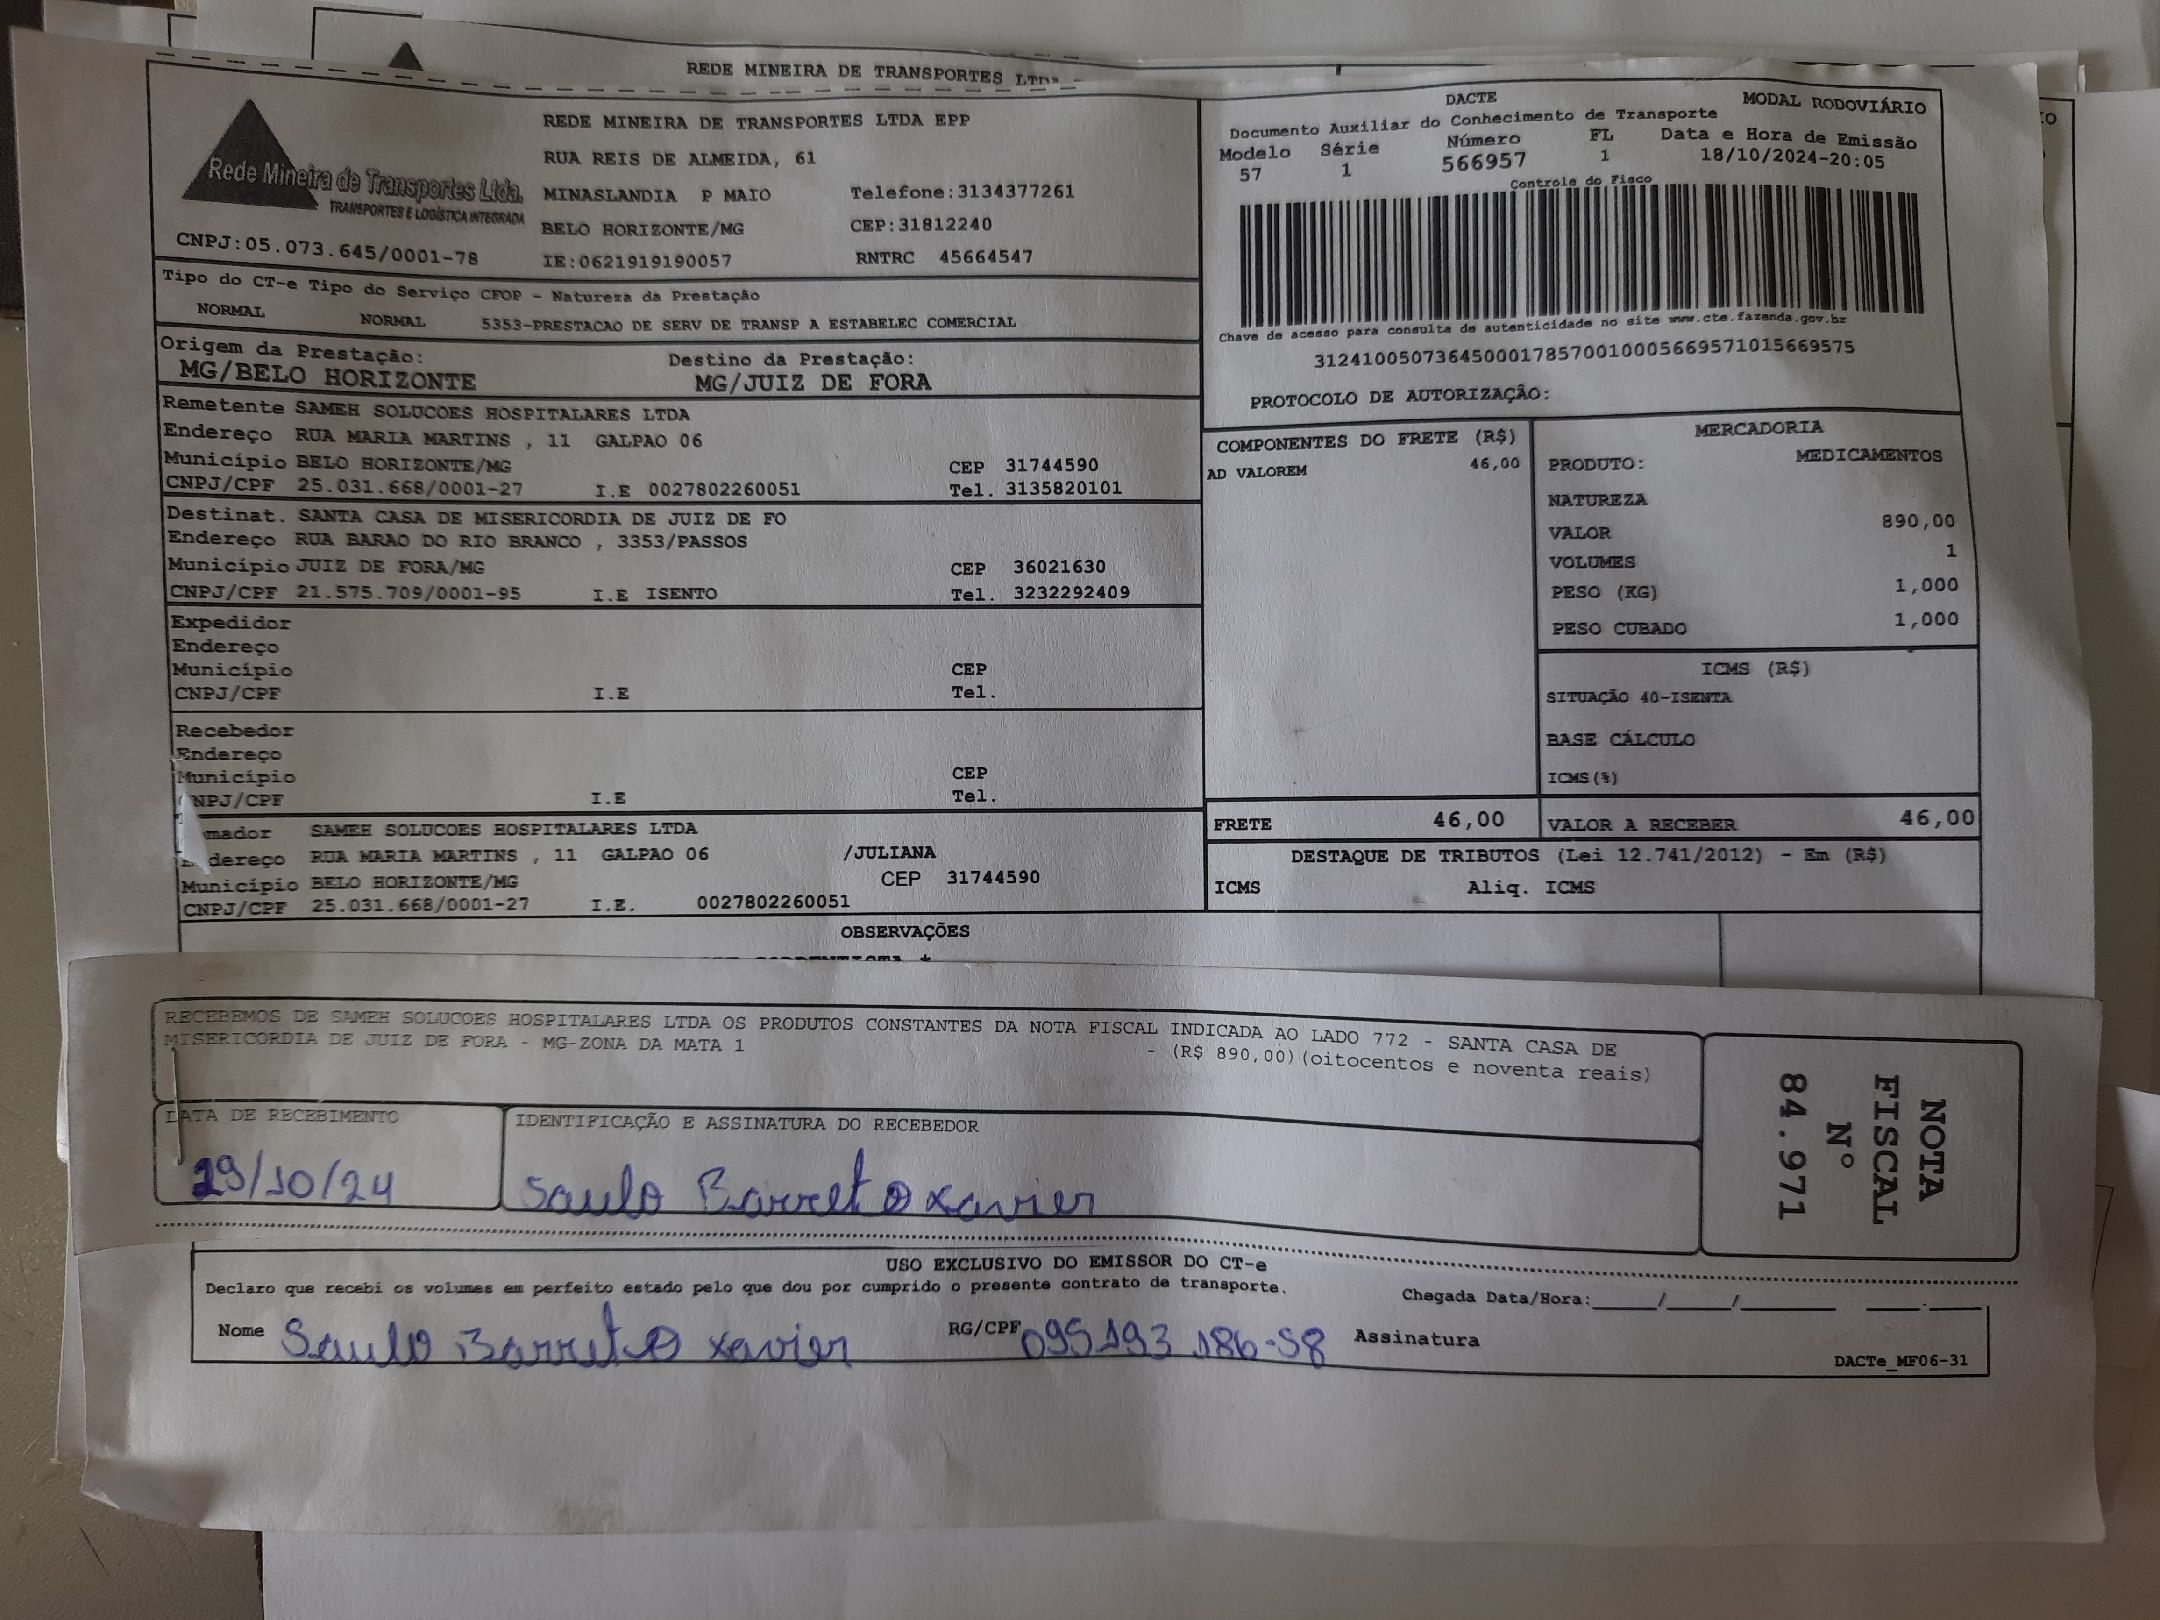 REDE MINEIRA DE TRANSPORTES LTDA
Rede Mineira de Transportes Ltda.
TRANSPORTES E LOGÍSTICA INTEGRADA
CNPJ:05.073.645/0001-78
REDE MINEIRA DE TRANSPORTES LTDA EPP
RUA REIS DE ALMEIDA, 61
MINASLANDIA P MAIO Telefone:3134377261
BELO HORIZONTE/MG CEP:31812240
IE:0621919190057 RNTRC 45664547
DACTE MODAL RODOVIÁRIO
Documento Auxiliar do Conhecimento de Transporte
Modelo Série Número FL Data e Hora de Emissão
57 1 566957 1 18/10/2024-20:05
Controle do Fisco
Chave de acesso para consulta de autenticidade no site www.cte.fazenda.gov.br
31241005073645000178570010005669571015669575
PROTOCOLO DE AUTORIZAÇÃO:
Tipo do CT-e Tipo do Serviço CFOP - Natureza da Prestação
NORMAL NORMAL 5353-PRESTACAO DE SERV DE TRANSP A ESTABELEC COMERCIAL
Origem da Prestação: Destino da Prestação:
MG/BELO HORIZONTE MG/JUIZ DE FORA
Remetente SAMEH SOLUCOES HOSPITALARES LTDA
Endereço RUA MARIA MARTINS , 11 GALPAO 06
Município BELO HORIZONTE/MG CEP 31744590
CNPJ/CPF 25.031.668/0001-27 I.E 0027802260051 Tel. 3135820101
Destinat. SANTA CASA DE MISERICORDIA DE JUIZ DE FO
Endereço RUA BARAO DO RIO BRANCO , 3353/PASSOS
Município JUIZ DE FORA/MG CEP 36021630
CNPJ/CPF 21.575.709/0001-95 I.E ISENTO Tel. 3232292409
Expedidor
Endereço
Município CEP
CNPJ/CPF I.E Tel.
Recebedor
Endereço
Município CEP
CNPJ/CPF I.E Tel.
mador SAMEH SOLUCOES HOSPITALARES LTDA
dereço RUA MARIA MARTINS , 11 GALPAO 06 /JULIANA
Município BELO HORIZONTE/MG CEP 31744590
CNPJ/CPF 25.031.668/0001-27 I.E. 0027802260051
COMPONENTES DO FRETE (R$)
AD VALOREM 46,00
MERCADORIA
PRODUTO: MEDICAMENTOS
NATUREZA
VALOR 890,00
VOLUMES 1
PESO (KG) 1,000
PESO CUBADO 1,000
ICMS (R$)
SITUAÇÃO 40-ISENTA
BASE CÁLCULO
ICMS(%)
FRETE 46,00 VALOR A RECEBER 46,00
DESTAQUE DE TRIBUTOS (Lei 12.741/2012) - Em (R$)
ICMS Aliq. ICMS
OBSERVAÇÕES
RECEBEMOS DE SAMEH SOLUCOES HOSPITALARES LTDA OS PRODUTOS CONSTANTES DA NOTA FISCAL INDICADA AO LADO 772 - SANTA CASA DE
MISERICORDIA DE JUIZ DE FORA - MG-ZONA DA MATA 1 - (R$ 890,00)(oitocentos e noventa reais)
DATA DE RECEBIMENTO IDENTIFICAÇÃO E ASSINATURA DO RECEBEDOR
29/10/24 Saulo Barreto Xavier
NOTA
FISCAL
Nº
84.971
USO EXCLUSIVO DO EMISSOR DO CT-e
Declaro que recebi os volumes em perfeito estado pelo que dou por cumprido o presente contrato de transporte.
Chegada Data/Hora:_____/____/_______ ____.____
Nome Saulo Barreto Xavier RG/CPF 095193 186-58 Assinatura
DACTe_MF06-31